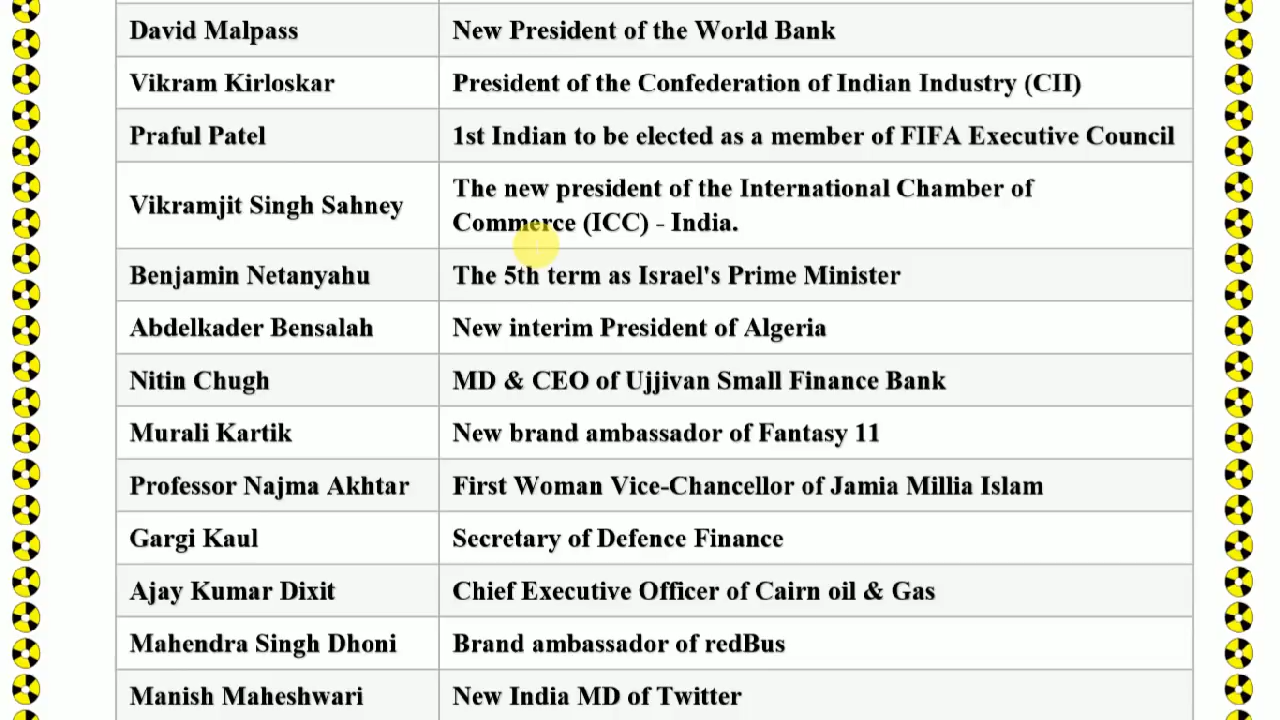 David Malpass
New President of the World Bank
Vikram Kirloskar
President of the Confederation of Indian Industry (CII)
Praful Patel
1st Indian to be elected as a member of FIFA Executive Council
Vikramjit Singh Sahney
The new president of the International Chamber of
Commerce (ICC) - India.
Benjamin Netanyahu
The 5th term as Israel's Prime Minister
Abdelkader Bensalah
New interim President of Algeria
Nitin Chugh
MD & CEO of Ujjivan Small Finance Bank
Murali Kartik
New brand ambassador of Fantasy 11
Professor Najma Akhtar
First Woman Vice-Chancellor of Jamia Millia Islam
Gargi Kaul
Secretary of Defence Finance
Ajay Kumar Dixit
Chief Executive Officer of Cairn oil & Gas
Mahendra Singh Dhoni
Brand ambassador of redBus
Manish Maheshwari
New India MD of Twitter